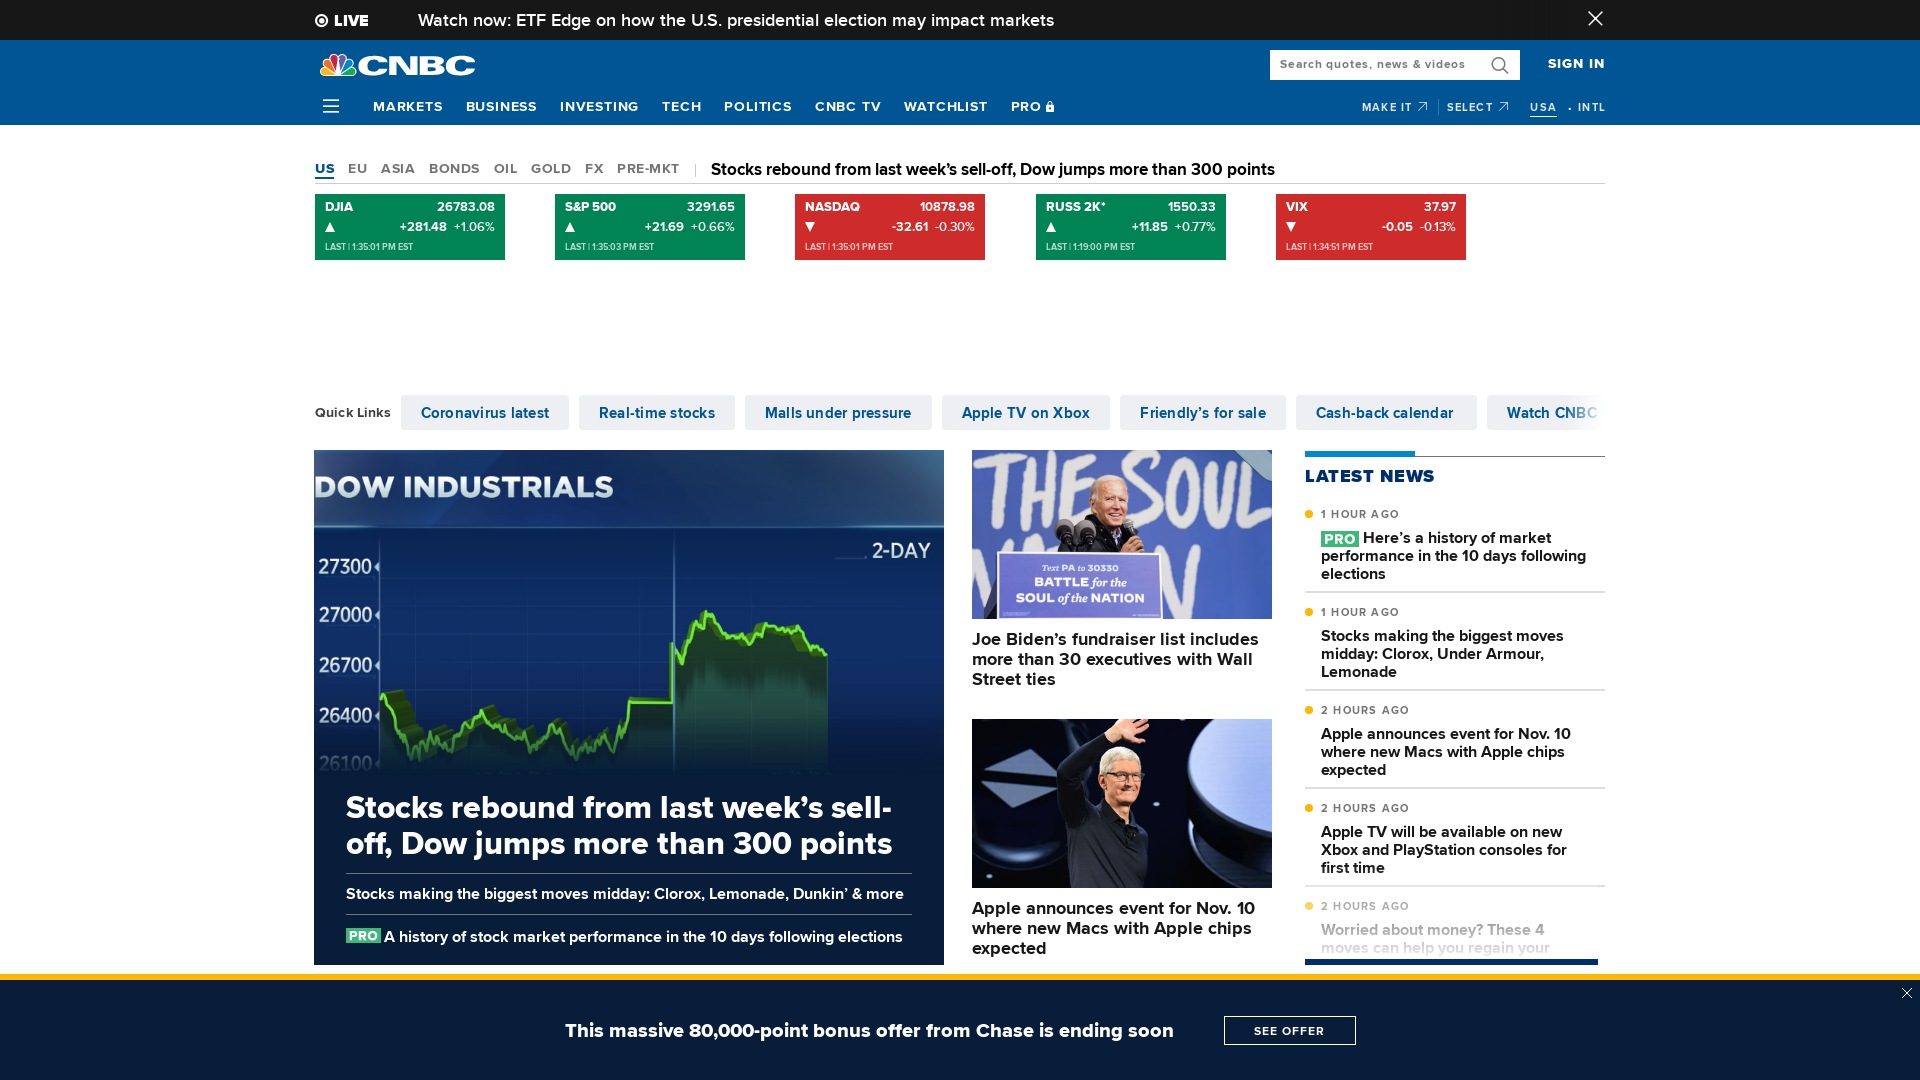 LIVE
Watch now: ETF Edge on how the U.S. presidential election may impact markets
CNBC
Search quotes, news & videos
SIGN IN
MARKETS BUSINESS INVESTING TECH POLITICS CNBC TV WATCHLIST PRO
MAKE IT SELECT USA • INTL
US EU ASIA BONDS OIL GOLD FX PRE-MKT
Stocks rebound from last week’s sell-off, Dow jumps more than 300 points
DJIA 26783.08
+281.48 +1.06%
LAST | 1:35:01 PM EST
S&P 500 3291.65
+21.69 +0.66%
LAST | 1:35:03 PM EST
NASDAQ 10878.98
-32.61 -0.30%
LAST | 1:35:01 PM EST
RUSS 2K* 1550.33
+11.85 +0.77%
LAST | 1:19:00 PM EST
VIX 37.97
-0.05 -0.13%
LAST | 1:34:51 PM EST
Quick Links
Coronavirus latest
Real-time stocks
Malls under pressure
Apple TV on Xbox
Friendly’s for sale
Cash-back calendar
Watch CNBC
DOW INDUSTRIALS
2-DAY
27300
27000
26700
26400
26100
Stocks rebound from last week’s sell-
off, Dow jumps more than 300 points
Stocks making the biggest moves midday: Clorox, Lemonade, Dunkin’ & more
PRO A history of stock market performance in the 10 days following elections
THE SOUL
Text PA to 30330
BATTLE for the
SOUL of the NATION
Joe Biden’s fundraiser list includes
more than 30 executives with Wall
Street ties
Apple announces event for Nov. 10
where new Macs with Apple chips
expected
LATEST NEWS
1 HOUR AGO
PRO Here’s a history of market
performance in the 10 days following
elections
1 HOUR AGO
Stocks making the biggest moves
midday: Clorox, Under Armour,
Lemonade
2 HOURS AGO
Apple announces event for Nov. 10
where new Macs with Apple chips
expected
2 HOURS AGO
Apple TV will be available on new
Xbox and PlayStation consoles for
first time
2 HOURS AGO
Worried about money? These 4
moves can help you regain your
This massive 80,000-point bonus offer from Chase is ending soon
SEE OFFER